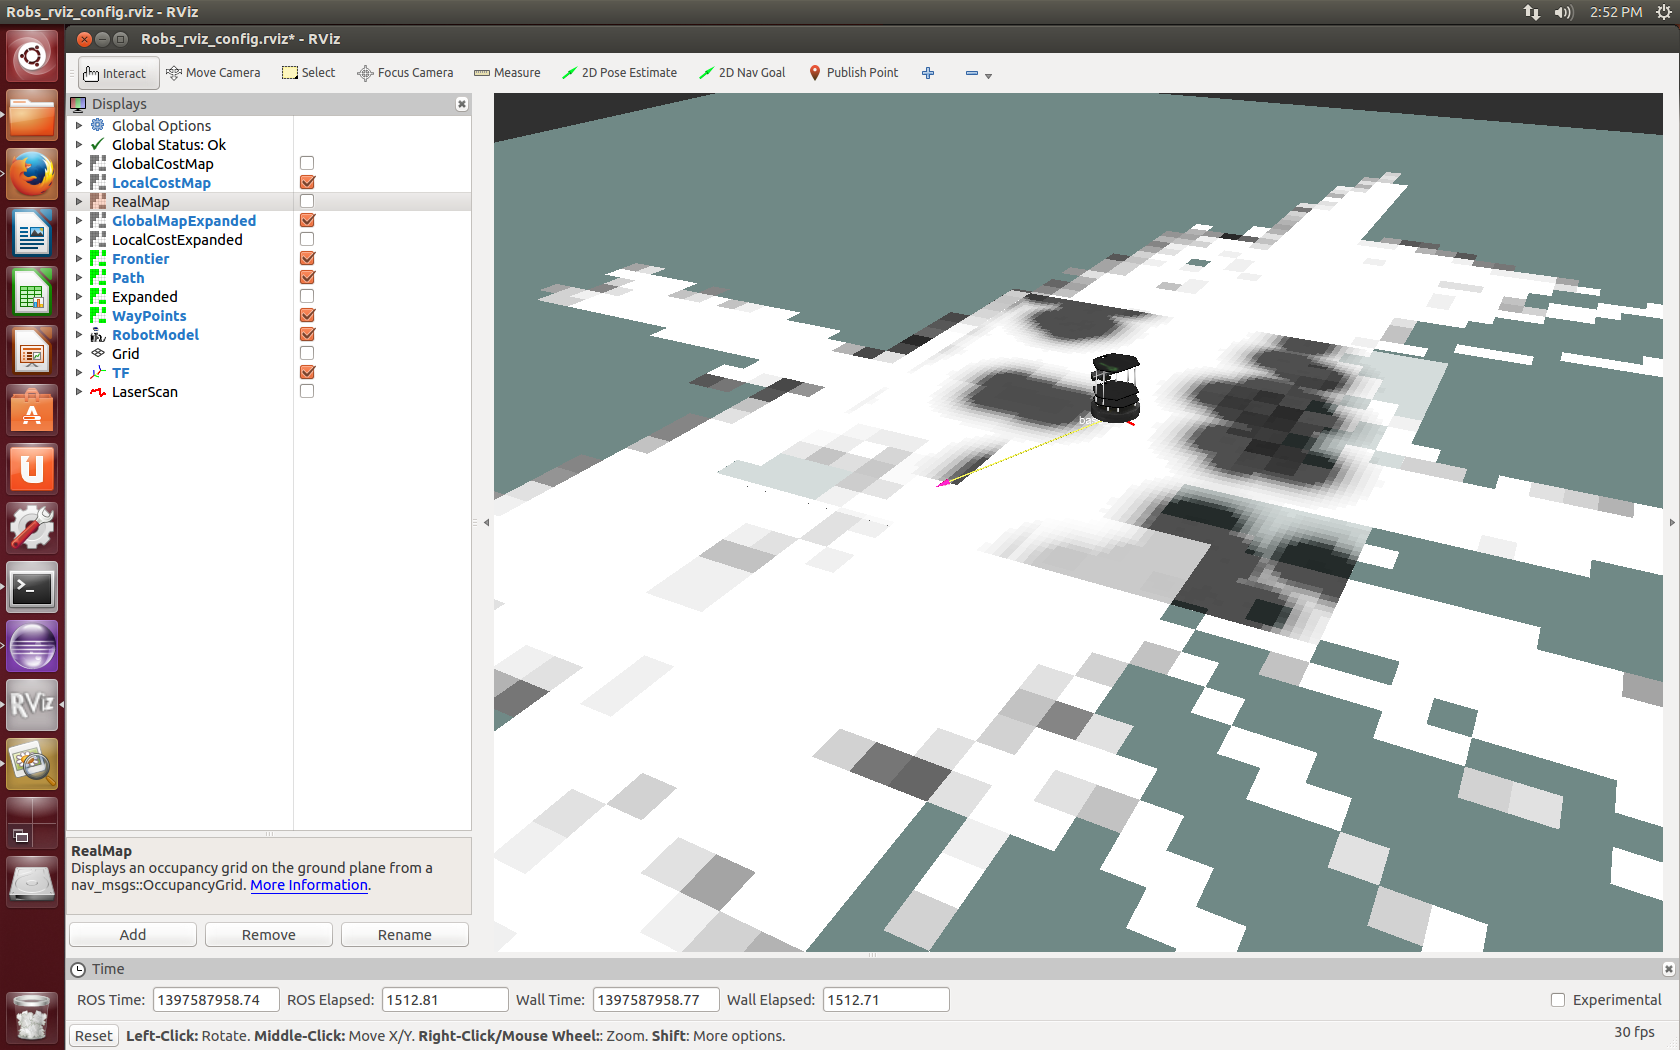 Robs_rviz_config.rviz - RViz
2:52 PM
Robs_rviz_config.rviz* - RViz
Interact
Move Camera
Select
Focus Camera
Measure
2D Pose Estimate
2D Nav Goal
Publish Point
Displays
Global Options
Global Status: Ok
GlobalCostMap
LocalCostMap
RealMap
GlobalMapExpanded
LocalCostExpanded
Frontier
Path
Expanded
WayPoints
RobotModel
Grid
TF
LaserScan
RViz
ba
RealMap
Displays an occupancy grid on the ground plane from a
nav_msgs::OccupancyGrid. More Information.
Add
Remove
Rename
Time
ROS Time: 1397587958.74 ROS Elapsed: 1512.81 Wall Time: 1397587958.77 Wall Elapsed: 1512.71
Experimental
Reset
Left-Click: Rotate. Middle-Click: Move X/Y. Right-Click/Mouse Wheel:: Zoom. Shift: More options.
30 fps